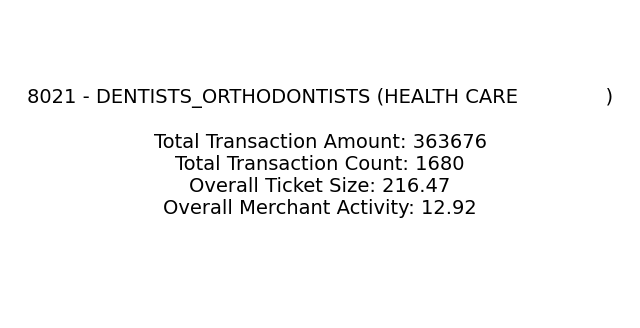 8021 - DENTISTS_ORTHODONTISTS (HEALTH CARE              )
Total Transaction Amount: 363676
Total Transaction Count: 1680
Overall Ticket Size: 216.47
Overall Merchant Activity: 12.92